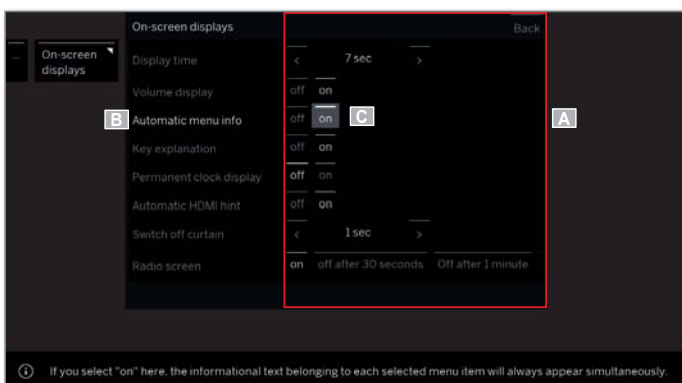 On-screen displays
Back
...
On-screen
displays
Display time
< 7 sec >
Volume display
off on
B
Automatic menu info
off on
C
A
Key explanation
off on
Permanent clock display
off on
Automatic HDMI hint
off on
Switch off curtain
< 1 sec >
Radio screen
on off after 30 seconds Off after 1 minute
i If you select "on" here, the informational text belonging to each selected menu item will always appear simultaneously.